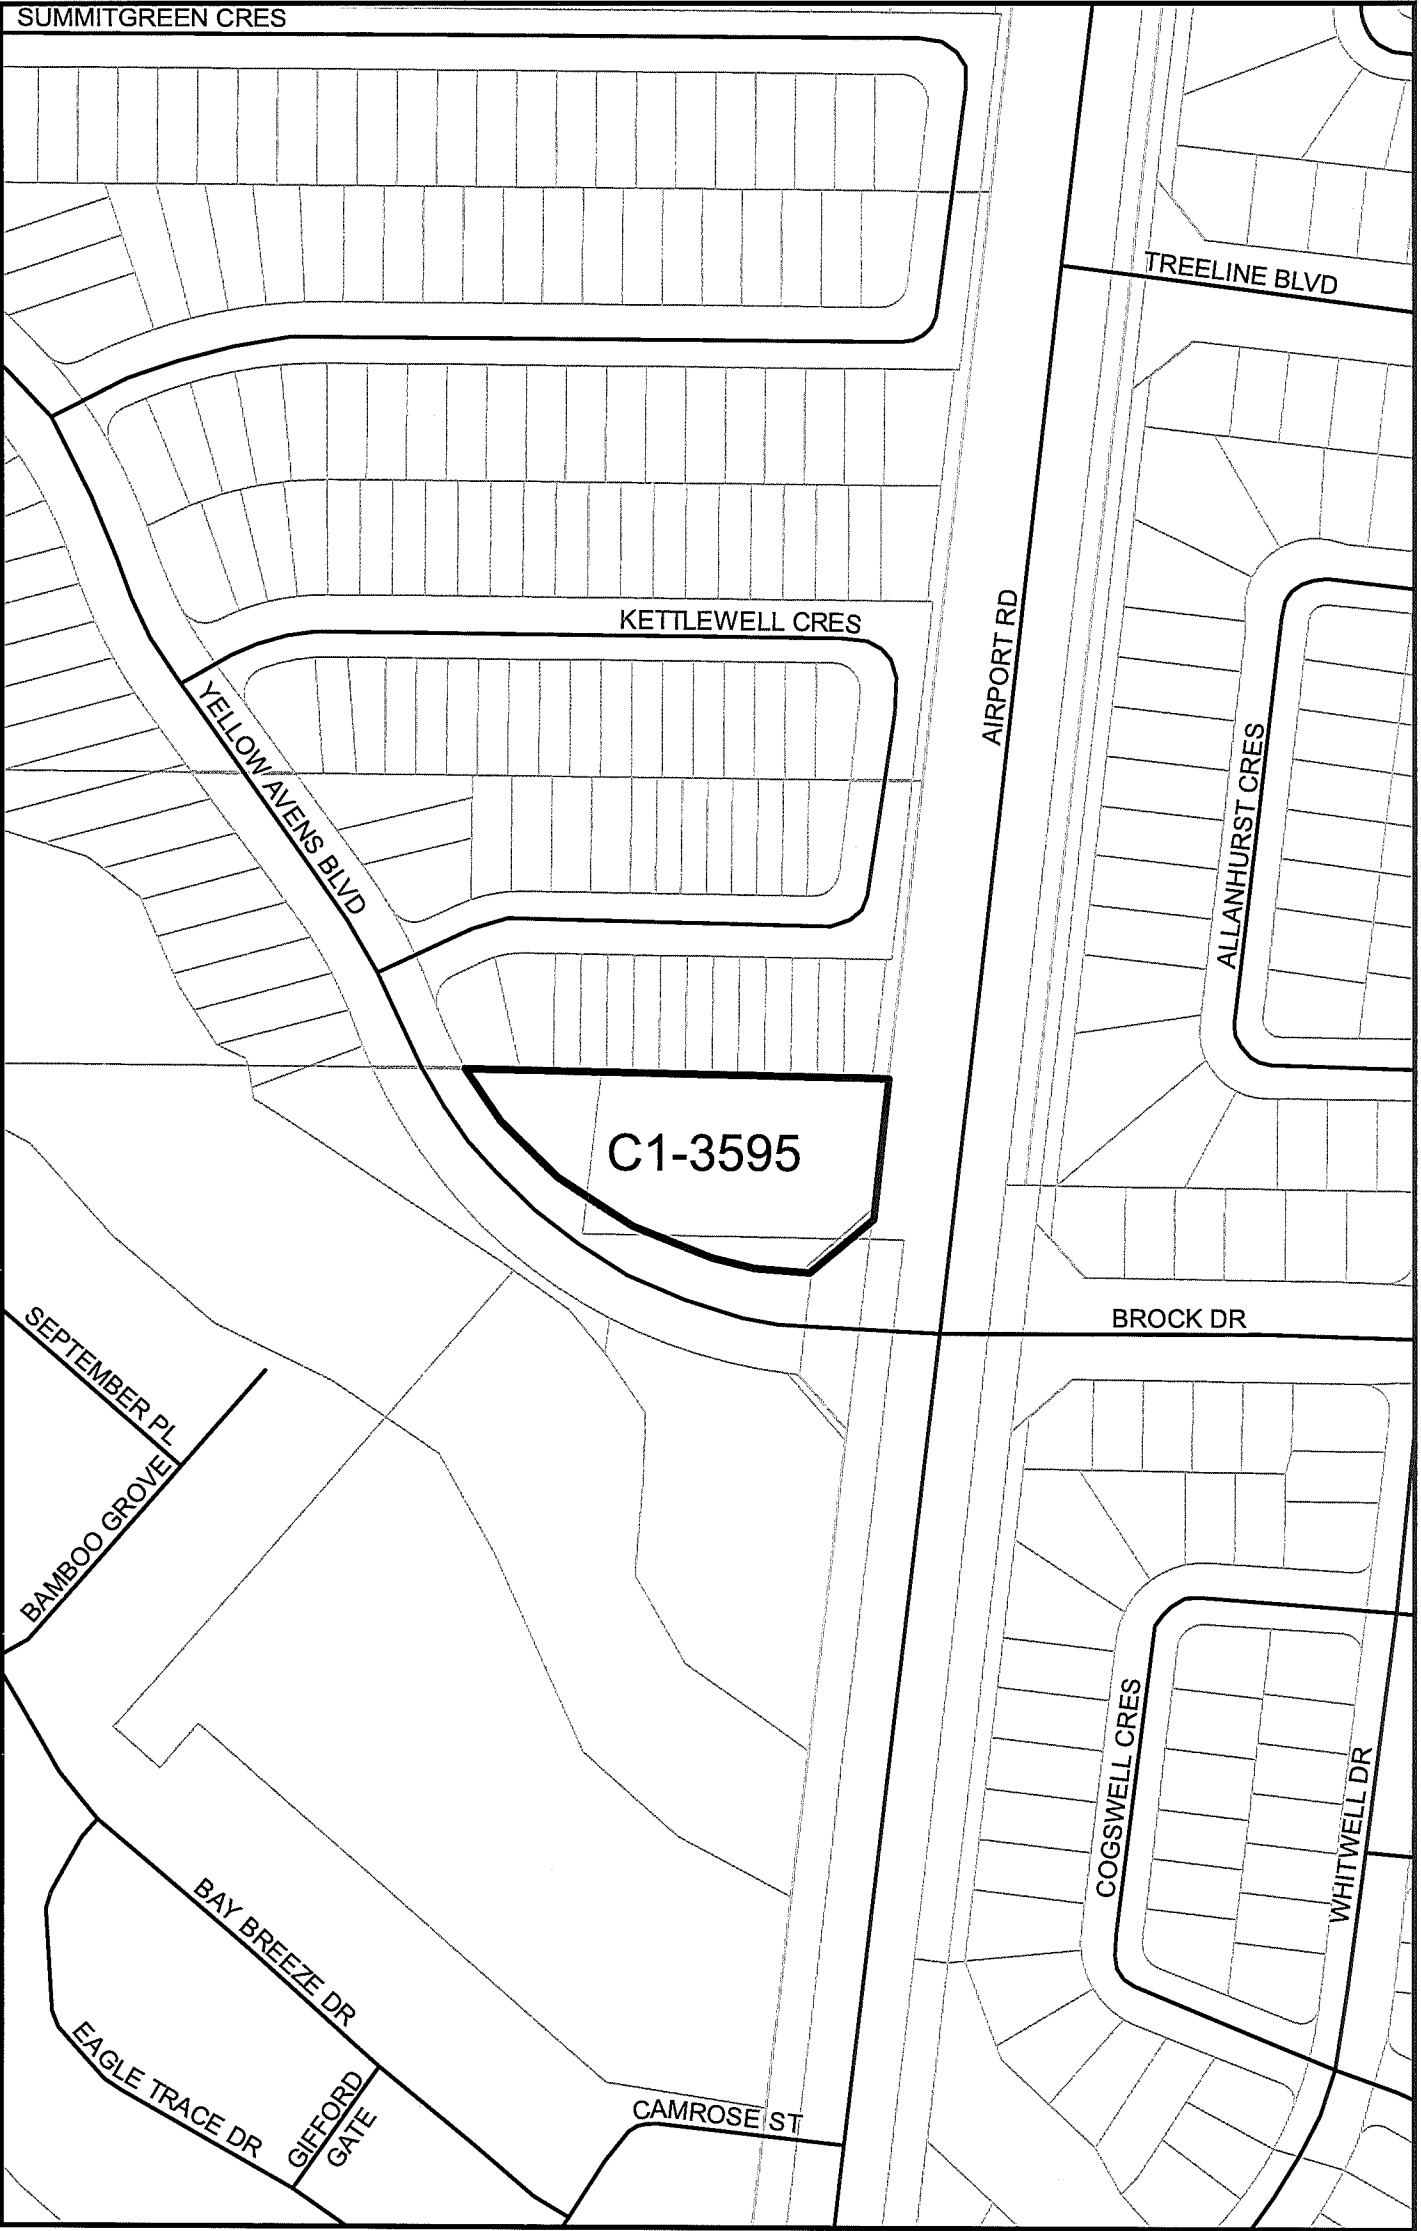 SUMMITGREEN CRES
TREELINE BLVD
KETTLEWELL CRES
AIRPORT RD
YELLOW AVENS BLVD
ALLANHURST CRES
C1-3595
BROCK DR
SEPTEMBER PL
BAMBOO GROVE
COGSWELL CRES
WHITWELL DR
BAY BREEZE DR
EAGLE TRACE DR
GIFFORD
GATE
CAMROSE ST